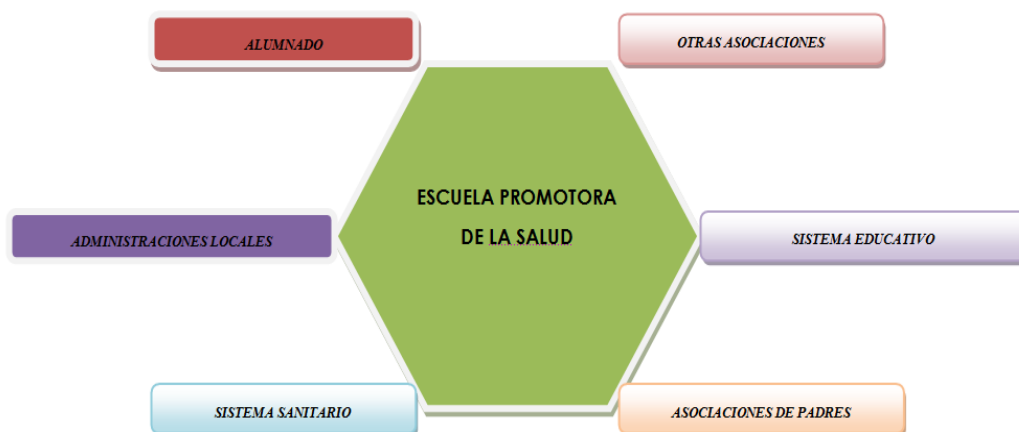 ALUMNADO
OTRAS ASOCIACIONES
ESCUELA PROMOTORA
DE LA SALUD
ADMINISTRACIONES LOCALES
SISTEMA EDUCATIVO
SISTEMA SANITARIO
ASOCIACIONES DE PADRES